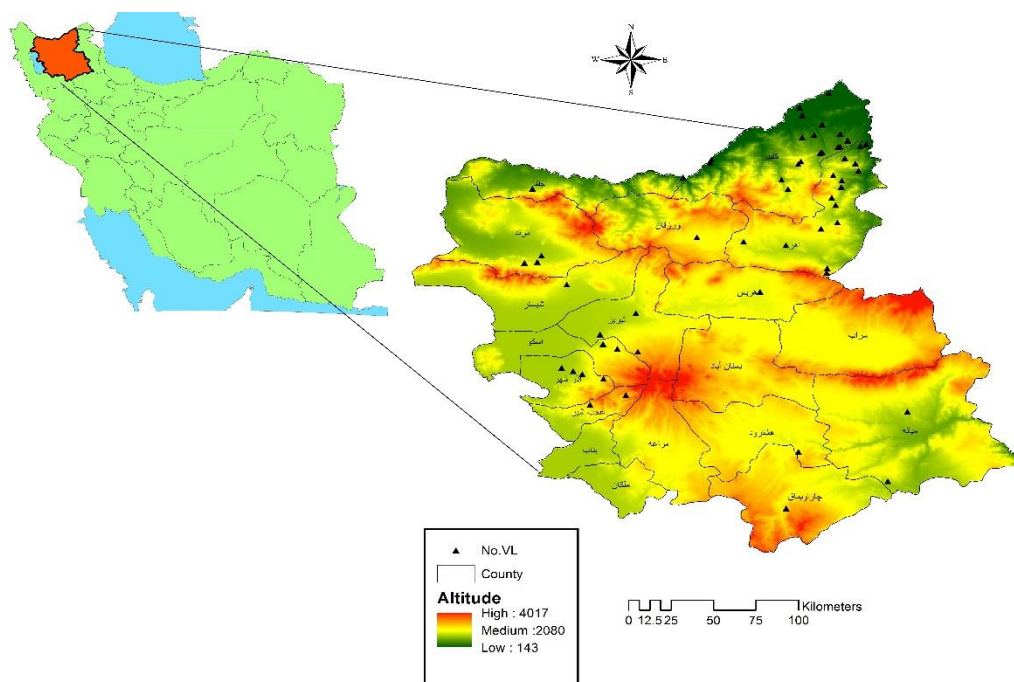 N
W
E
S
کلیبر
جلفا
ورزقان
مرند
اهر
هریس
شبستر
تبریز
سراب
اسکو
بستان آباد
آذر شهر
میانه
عجب شیر
هشترود
مراغه
بناب
ملکان
چاراویماق
No.VL
County
Altitude
High : 4017
Medium :2080
Low : 143
Kilometers
0 12.5 25 50 75 100